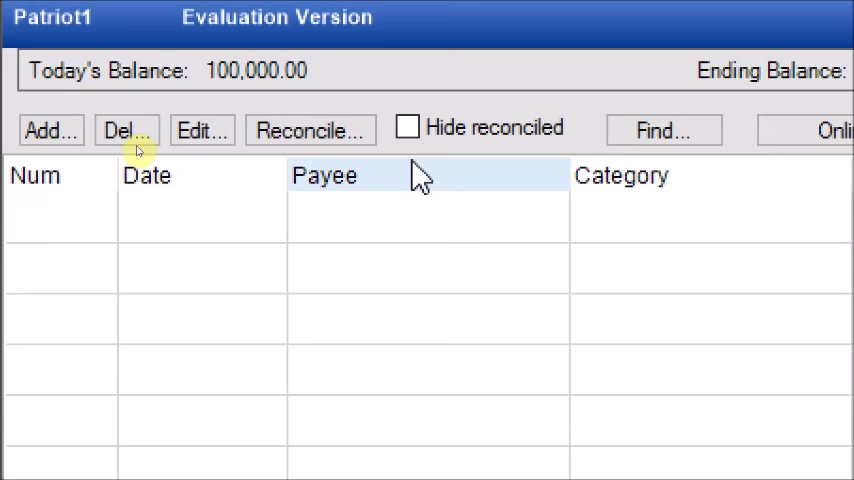 Patriot1 Evaluation Version
Today's Balance: 100,000.00 Ending Balance:
Add... Del... Edit... Reconcile... Hide reconciled Find... Onli
Num Date Payee Category